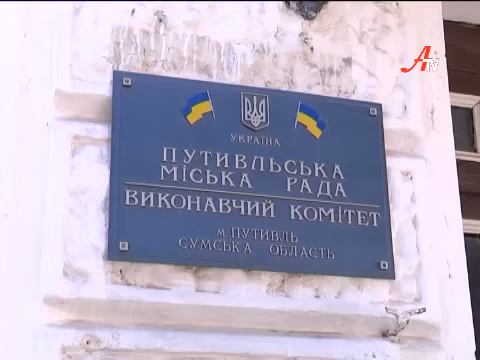 УКРАЇНА
ПУТИВЛЬСЬКА
МІСЬКА РАДА
ВИКОНАВЧИЙ КОМІТЕТ
М. ПУТИВЛЬ
СУМСЬКА ОБЛАСТЬ